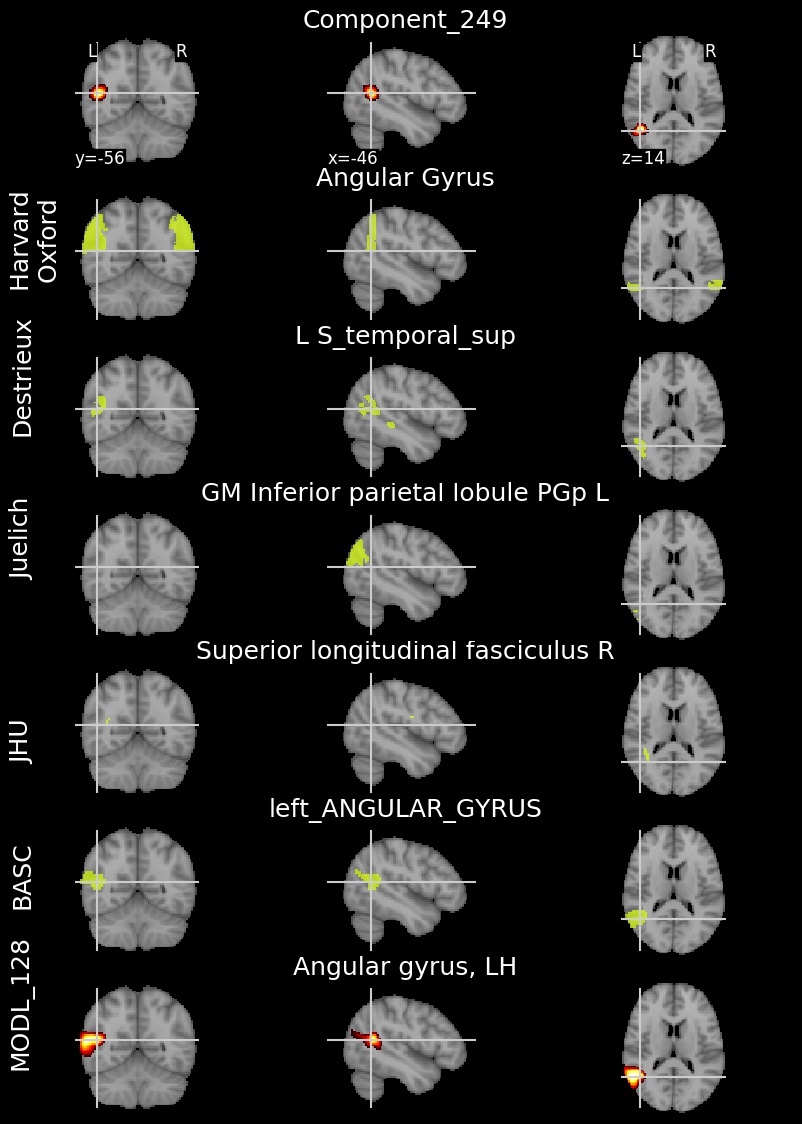 Component_249
L R
L R
y=-56
x=-46
z=14
Angular Gyrus
Harvard
Oxford
L S_temporal_sup
Destrieux
GM Inferior parietal lobule PGp L
Juelich
Superior longitudinal fasciculus R
JHU
left_ANGULAR_GYRUS
BASC
Angular gyrus, LH
MODL_128